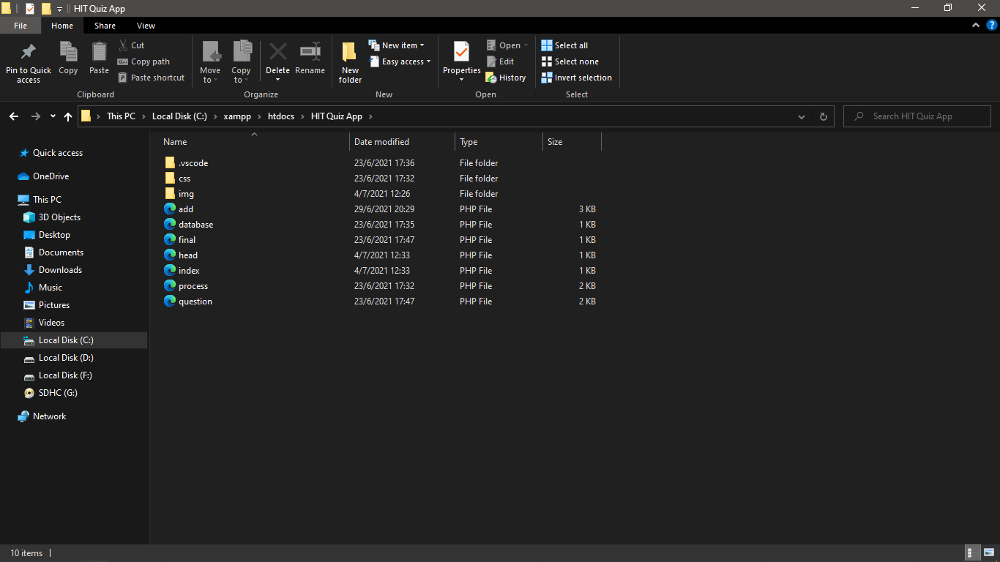 HIT Quiz App
File Home Share View
Pin to Quick access
Copy
Paste
Cut
Copy path
Paste shortcut
Clipboard
Move to
Copy to
Delete
Rename
Organize
New folder
New item
Easy access
New
Properties
Open
Edit
History
Open
Select all
Select none
Invert selection
Select
This PC › Local Disk (C:) › xampp › htdocs › HIT Quiz App ›
Search HIT Quiz App
Quick access
OneDrive
This PC
3D Objects
Desktop
Documents
Downloads
Music
Pictures
Videos
Local Disk (C:)
Local Disk (D:)
Local Disk (F:)
SDHC (G:)
Network
Name Date modified Type Size
.vscode 23/6/2021 17:36 File folder
css 23/6/2021 17:32 File folder
img 4/7/2021 12:26 File folder
add 29/6/2021 20:29 PHP File 3 KB
database 23/6/2021 17:35 PHP File 1 KB
final 23/6/2021 17:47 PHP File 1 KB
head 4/7/2021 12:33 PHP File 1 KB
index 4/7/2021 12:33 PHP File 1 KB
process 23/6/2021 17:32 PHP File 2 KB
question 23/6/2021 17:47 PHP File 2 KB
10 items